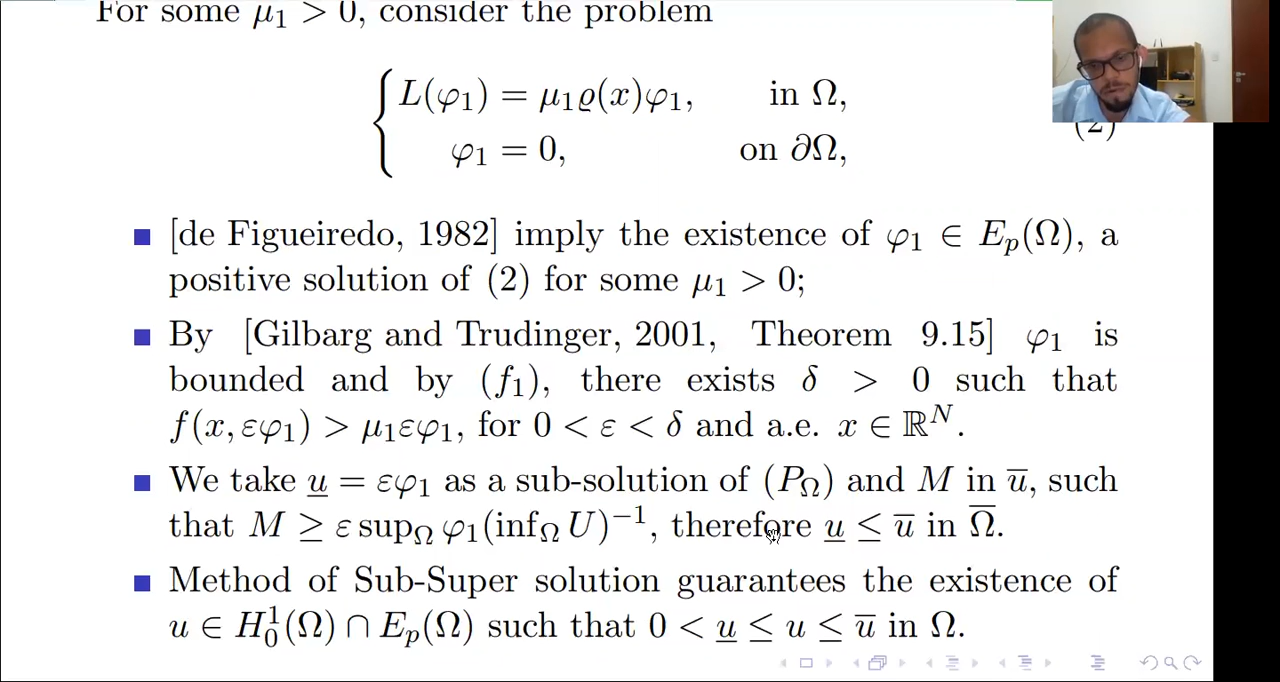 For some μ₁ > 0, consider the problem
L(φ₁) = μ₁ϱ(x)φ₁, in Ω,
φ₁ = 0, on ∂Ω,
(2)
[de Figueiredo, 1982] imply the existence of φ₁ ∈ Eₚ(Ω), a
positive solution of (2) for some μ₁ > 0;
By [Gilbarg and Trudinger, 2001, Theorem 9.15] φ₁ is
bounded and by (f₁), there exists δ > 0 such that
f(x, εφ₁) > μ₁εφ₁, for 0 < ε < δ and a.e. x ∈ ℝᴺ.
We take u̲ = εφ₁ as a sub-solution of (P_Ω) and M in u̅, such
that M ≥ ε sup_Ω φ₁(inf_Ω U)⁻¹, therefore u̲ ≤ u̅ in Ω̅.
Method of Sub-Super solution guarantees the existence of
u ∈ H₀¹(Ω) ∩ Eₚ(Ω) such that 0 < u̲ ≤ u ≤ u̅ in Ω.